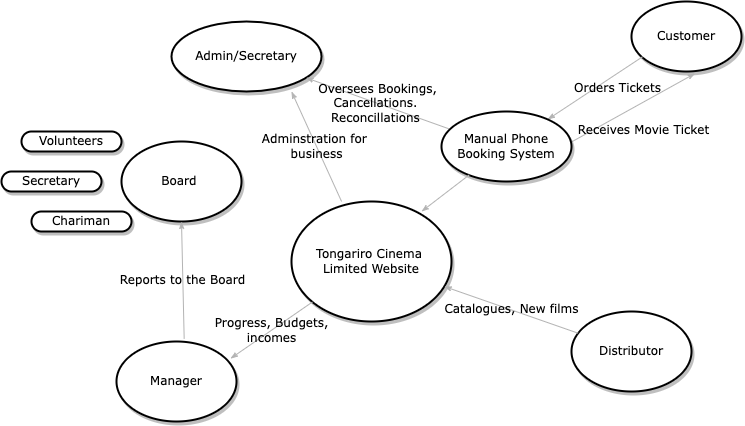 Customer
Admin/Secretary
Orders Tickets
Oversees Bookings,
Cancellations.
Reconcillations
Receives Movie Ticket
Manual Phone
Booking System
Adminstration for
business
Volunteers
Secretary
Chariman
Board
Tongariro Cinema
Limited Website
Reports to the Board
Catalogues, New films
Progress, Budgets,
incomes
Distributor
Manager